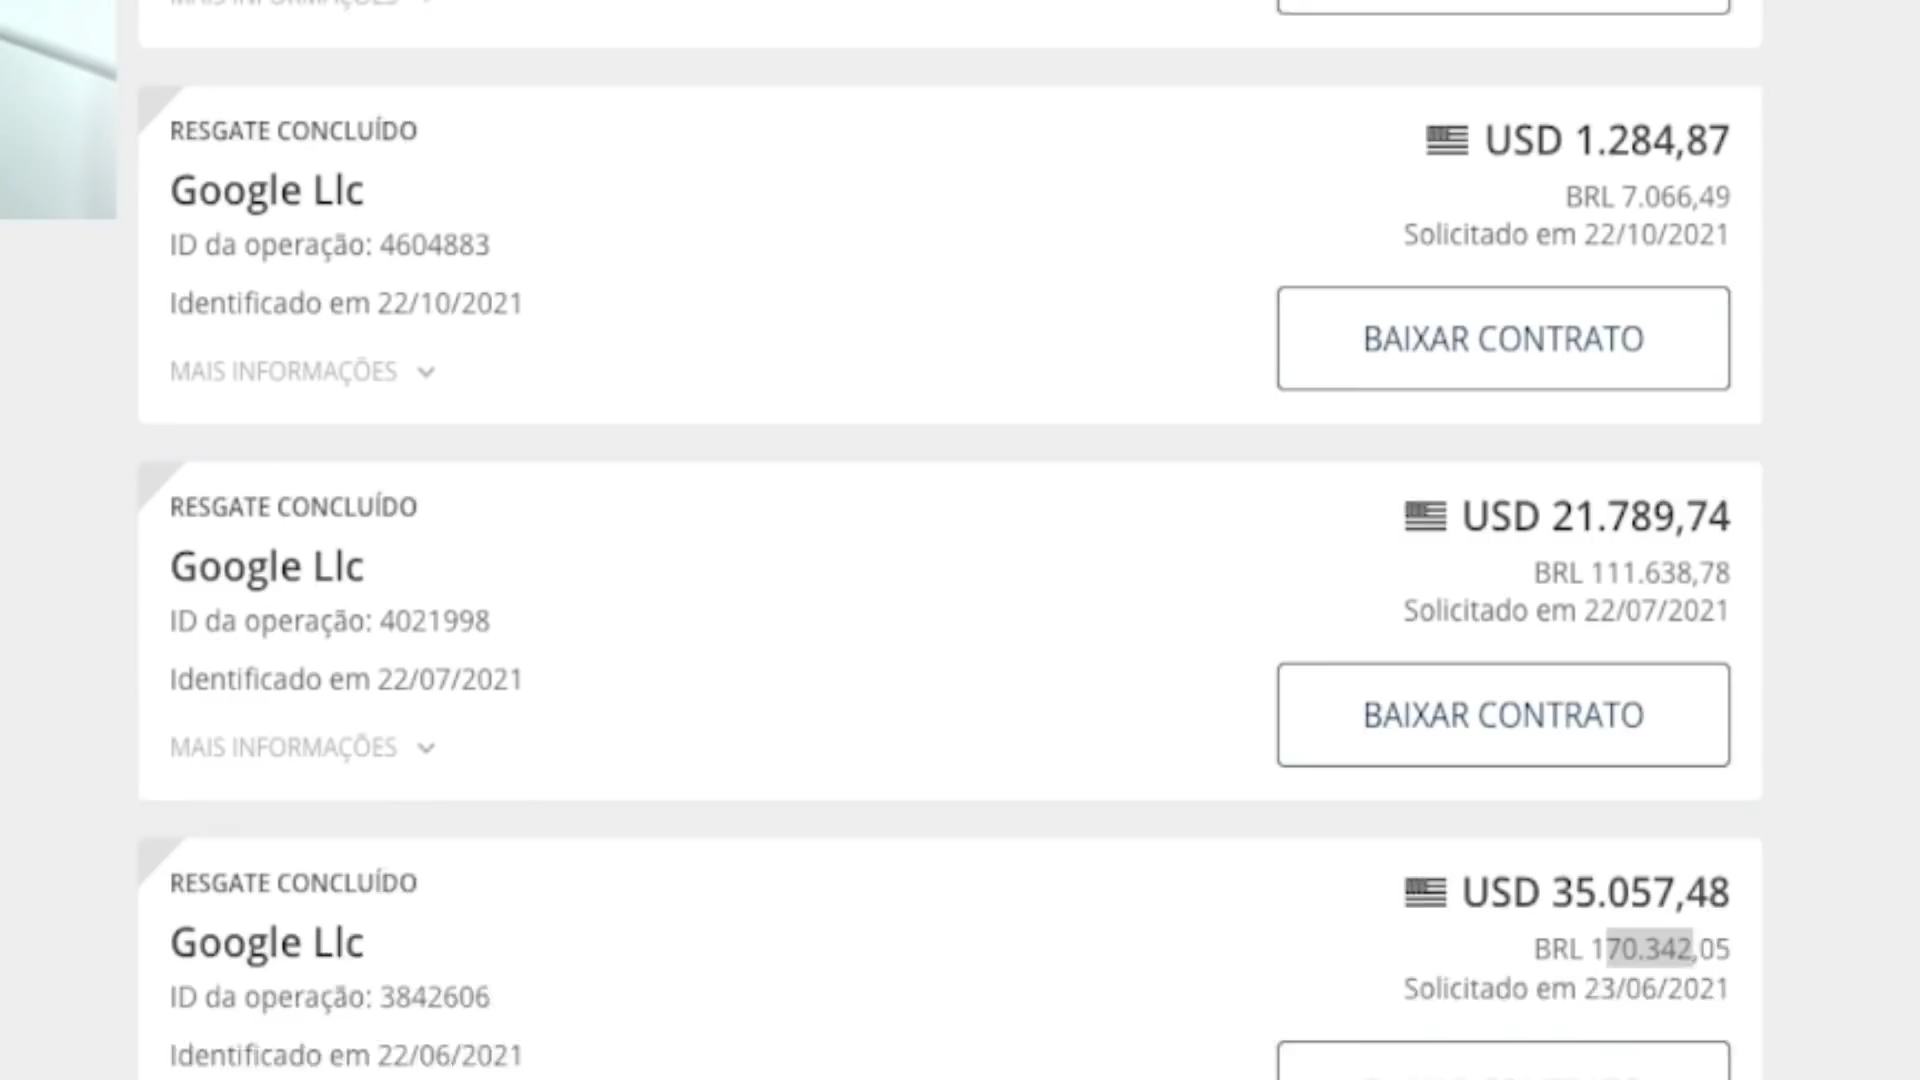 MAIS INFORMAÇÕES
RESGATE CONCLUÍDO
Google Llc
ID da operação: 4604883
Identificado em 22/10/2021
MAIS INFORMAÇÕES
USD 1.284,87
BRL 7.066,49
Solicitado em 22/10/2021
BAIXAR CONTRATO
RESGATE CONCLUÍDO
Google Llc
ID da operação: 4021998
Identificado em 22/07/2021
MAIS INFORMAÇÕES
USD 21.789,74
BRL 111.638,78
Solicitado em 22/07/2021
BAIXAR CONTRATO
RESGATE CONCLUÍDO
Google Llc
ID da operação: 3842606
Identificado em 22/06/2021
USD 35.057,48
BRL 170.342,05
Solicitado em 23/06/2021